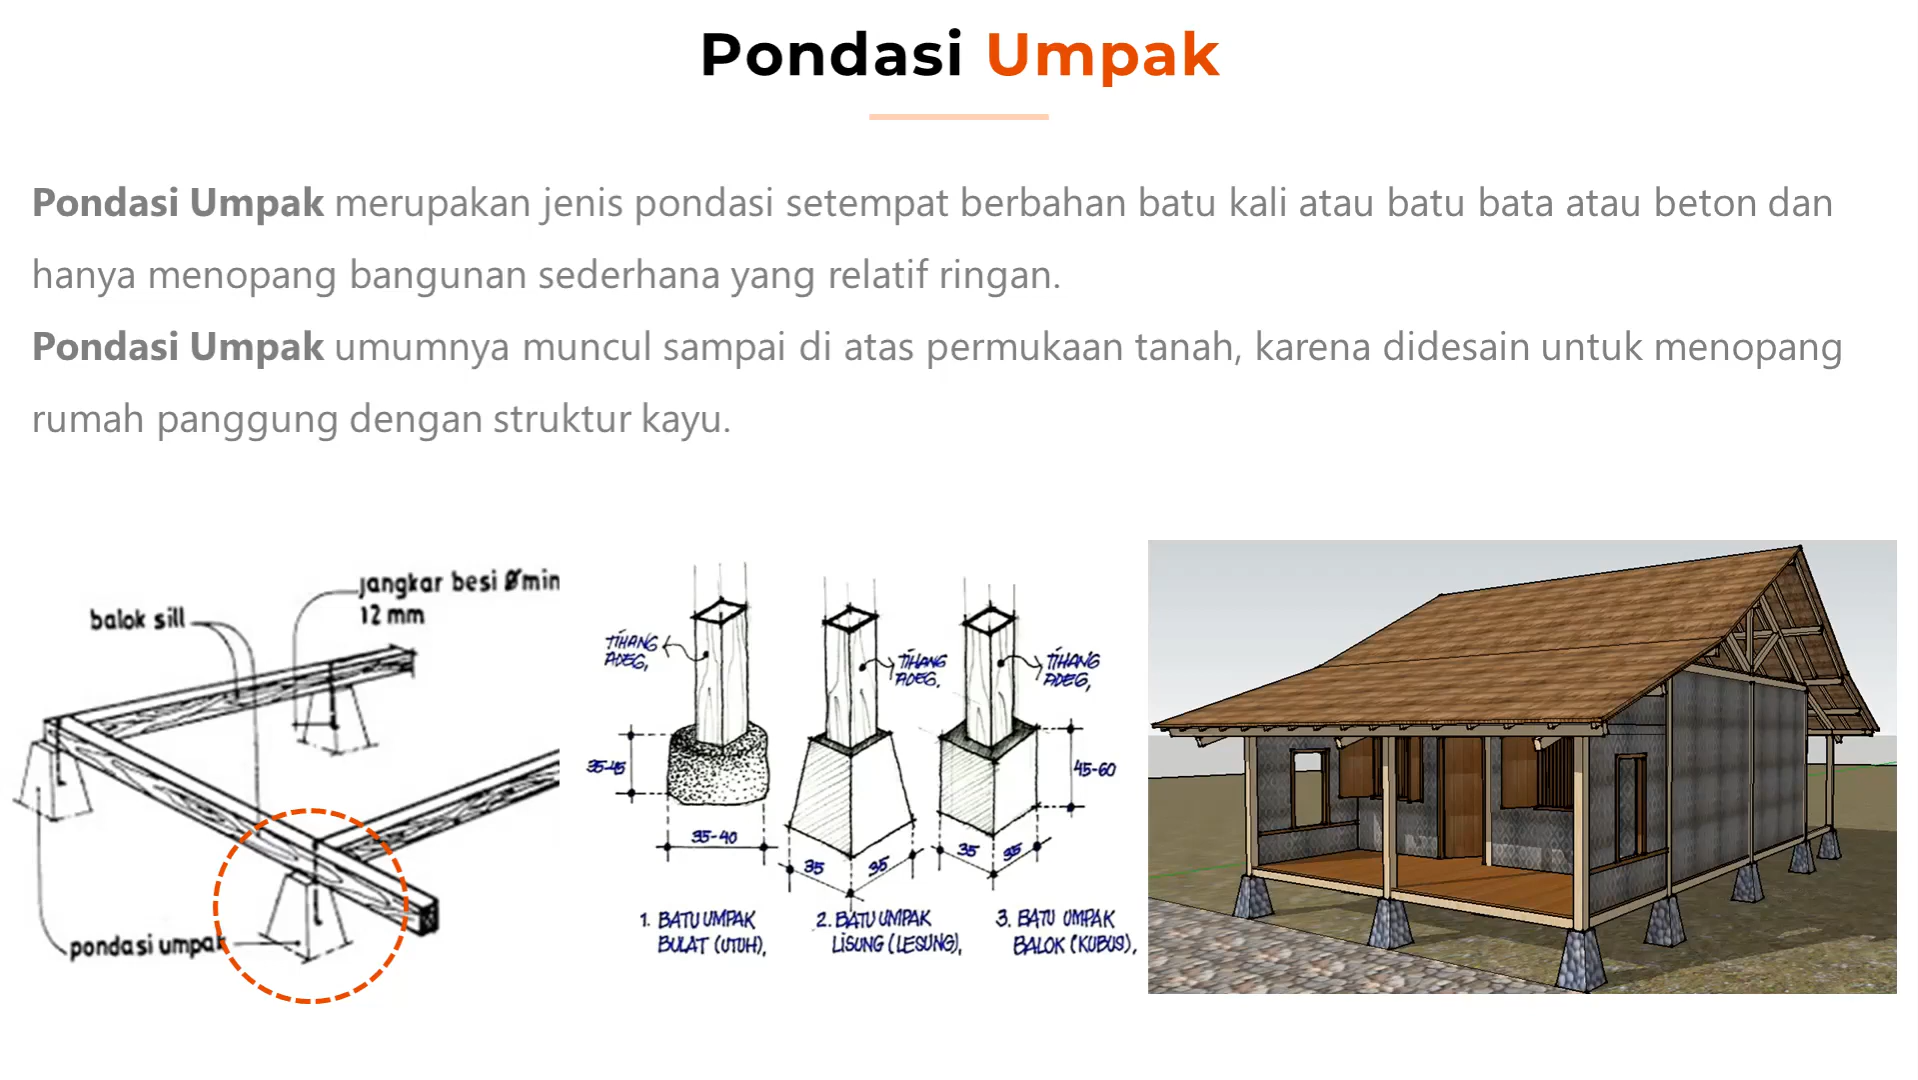 Pondasi Umpak
Pondasi Umpak merupakan jenis pondasi setempat berbahan batu kali atau batu bata atau beton dan
hanya menopang bangunan sederhana yang relatif ringan.
Pondasi Umpak umumnya muncul sampai di atas permukaan tanah, karena didesain untuk menopang
rumah panggung dengan struktur kayu.
jangkar besi Ø min
12 mm
balok sill
pondasi umpak
TIHANG
ADEG,
TIHANG
ADEG,
TIHANG
ADEG,
35-45
35-40
35
35
35
35
45-60
1. BATU UMPAK
BULAT (UTUH),
2. BATU UMPAK
LISUNG (LESUNG),
3. BATU UMPAK
BALOK (KUBUS),